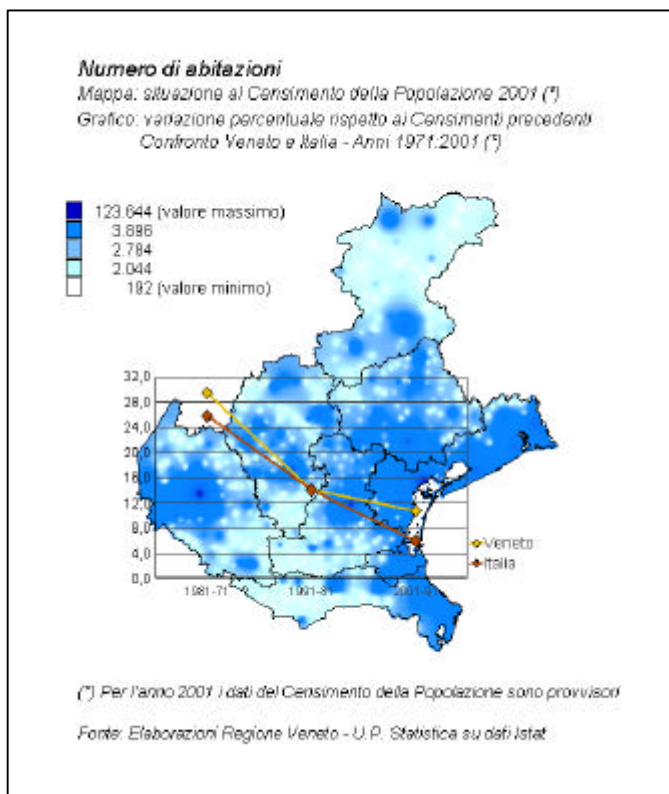 Numero di abitazioni
Mappa: situazione al Censimento della Popolazione 2001 (*)
Grafico: variazione percentuale rispetto ai Censimenti precedenti
Confronto Veneto e Italia - Anni 1971:2001 (*)
123.644 (valore massimo)
3.896
2.784
2.044
192 (valore minimo)
32,0
28,0
24,0
20,0
16,0
12,0
8,0
4,0
0,0
1981-71
1991-81
2001-91
Veneto
Italia
(*) Per l'anno 2001 i dati del Censimento della Popolazione sono provvisori
Fonte: Elaborazioni Regione Veneto - U.P. Statistica su dati Istat